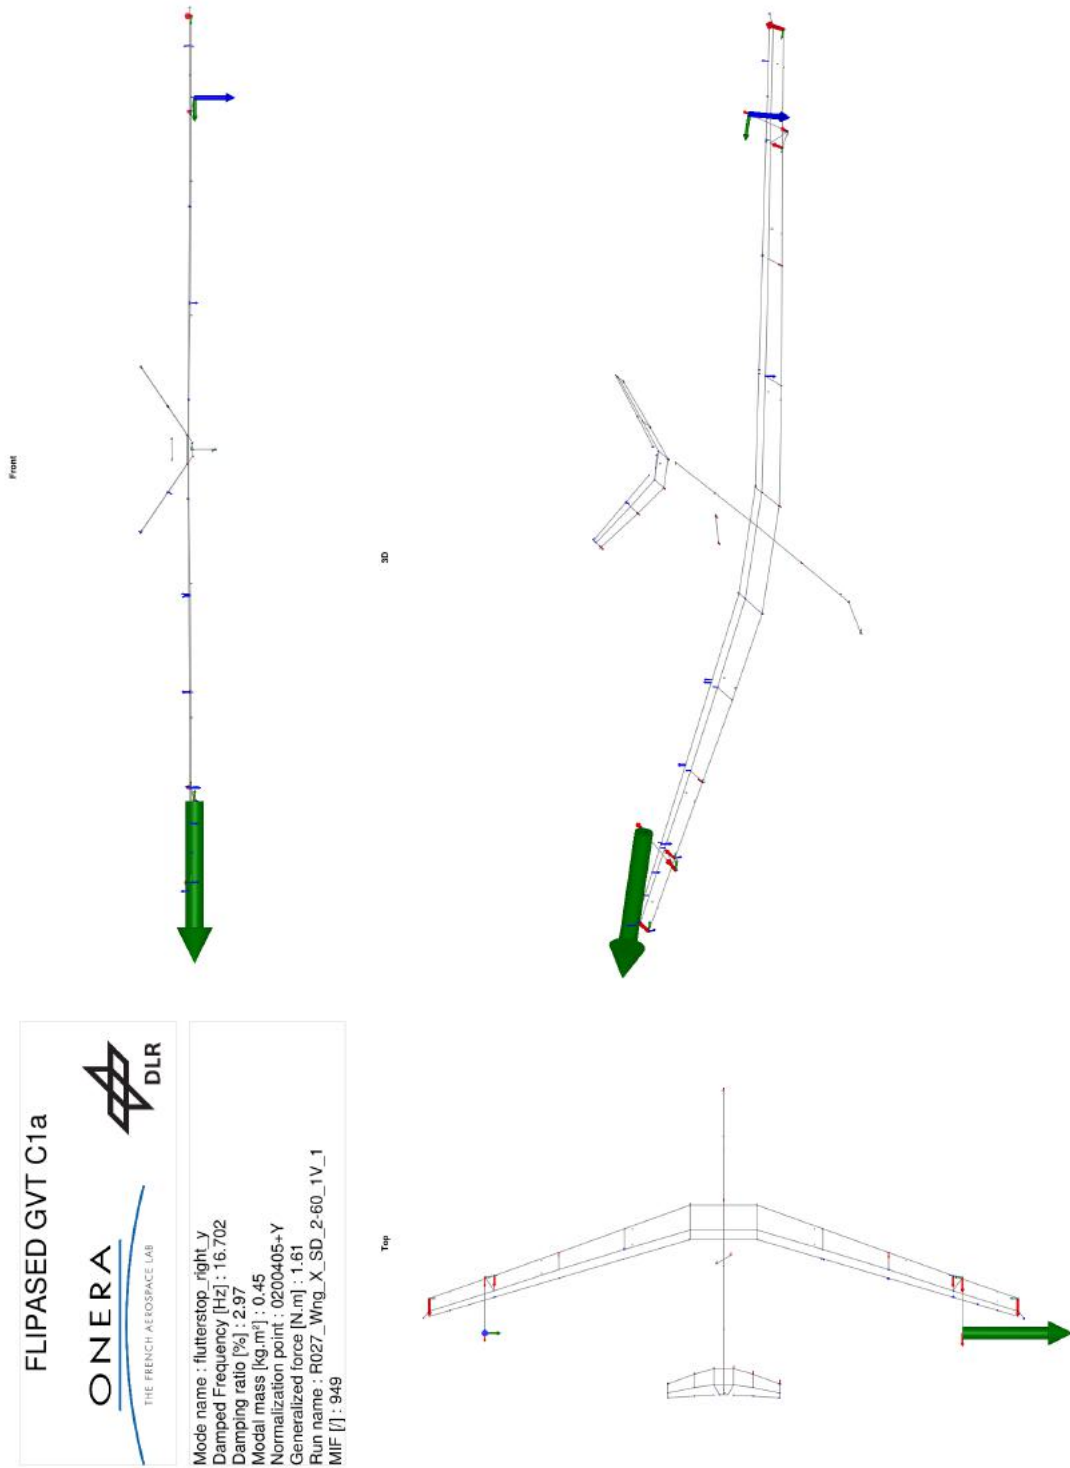 FLIPASED GVT C1a
ONERA
THE FRENCH AEROSPACE LAB
DLR
Mode name : flutterstop_right_y
Damped Frequency [Hz] : 16.702
Damping ratio [%] : 2.97
Modal mass [kg.m²] : 0.45
Normalization point : 0200405+Y
Generalized force [N.m] : 1.61
Run name : R027_Wng_X_SD_2-60_1V_1
MIF [/] : 949
Front
3D
Top